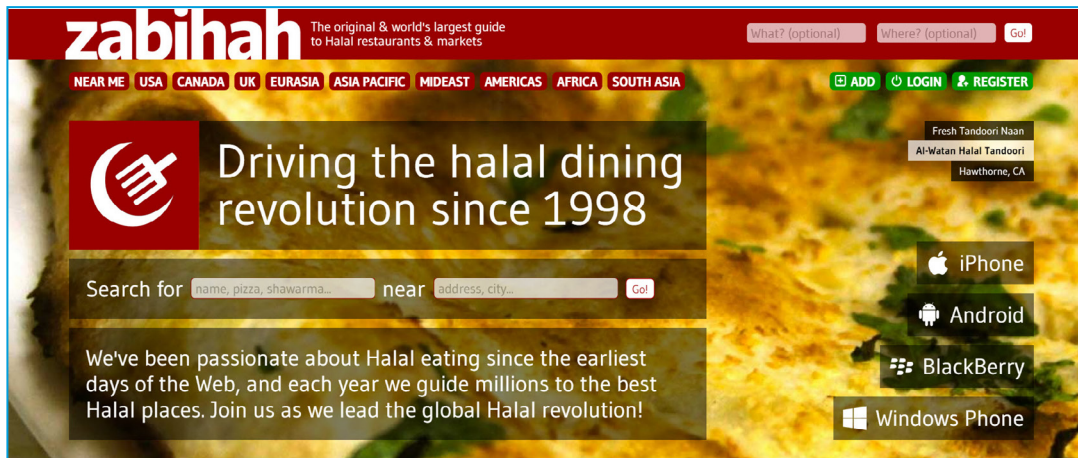 zabihah
The original & world's largest guide
to Halal restaurants & markets
What? (optional)
Where? (optional)
Go!
NEAR ME
USA
CANADA
UK
EURASIA
ASIA PACIFIC
MIDEAST
AMERICAS
AFRICA
SOUTH ASIA
ADD
LOGIN
REGISTER
Driving the halal dining
revolution since 1998
Fresh Tandoori Naan
Al-Watan Halal Tandoori
Hawthorne, CA
Search for
name, pizza, shawarma...
near
address, city...
Go!
We've been passionate about Halal eating since the earliest
days of the Web, and each year we guide millions to the best
Halal places. Join us as we lead the global Halal revolution!
iPhone
Android
BlackBerry
Windows Phone